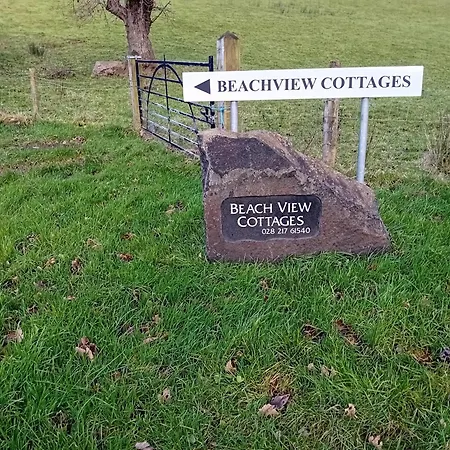 BEACHVIEW COTTAGES
BEACH VIEW
COTTAGES
028 217 61540